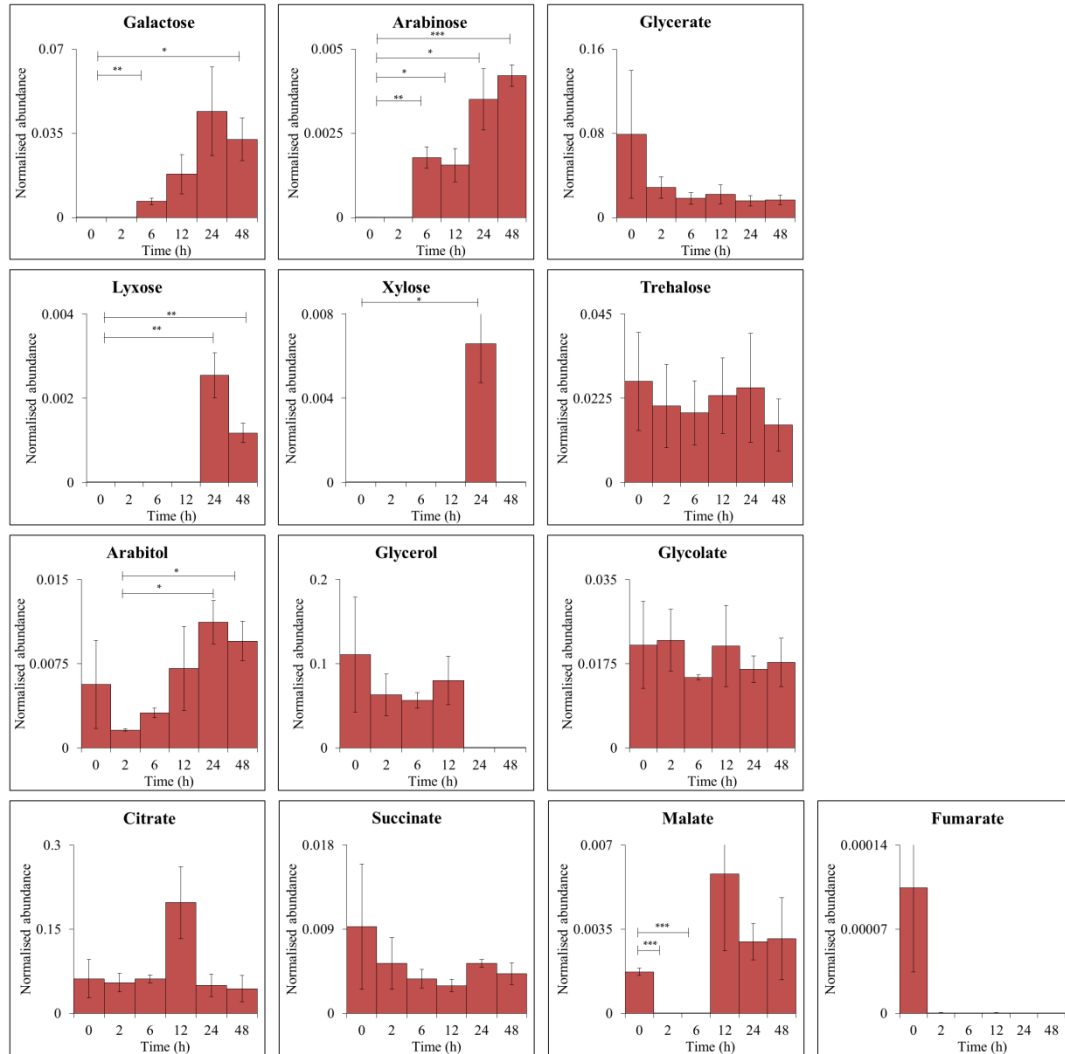 Galactose
*
**
0.07
0.035
0
Normalised abundance
0 2 6 12 24 48
Time (h)
Arabinose
***
*
*
**
0.005
0.0025
0
Normalised abundance
0 2 6 12 24 48
Time (h)
Glycerate
0.16
0.08
0
Normalised abundance
0 2 6 12 24 48
Time (h)
Lyxose
**
**
0.004
0.002
0
Normalised abundance
0 2 6 12 24 48
Time (h)
Xylose
*
0.008
0.004
0
Normalised abundance
0 2 6 12 24 48
Time (h)
Trehalose
0.045
0.0225
0
Normalised abundance
0 2 6 12 24 48
Time (h)
Arabitol
*
*
0.015
0.0075
0
Normalised abundance
0 2 6 12 24 48
Time (h)
Glycerol
0.2
0.1
0
Normalised abundance
0 2 6 12 24 48
Time (h)
Glycolate
0.035
0.0175
0
Normalised abundance
0 2 6 12 24 48
Time (h)
Citrate
0.3
0.15
0
Normalised abundance
0 2 6 12 24 48
Time (h)
Succinate
0.018
0.009
0
Normalised abundance
0 2 6 12 24 48
Time (h)
Malate
***
***
0.007
0.0035
0
Normalised abundance
0 2 6 12 24 48
Time (h)
Fumarate
0.00014
0.00007
0
Normalised abundance
0 2 6 12 24 48
Time (h)